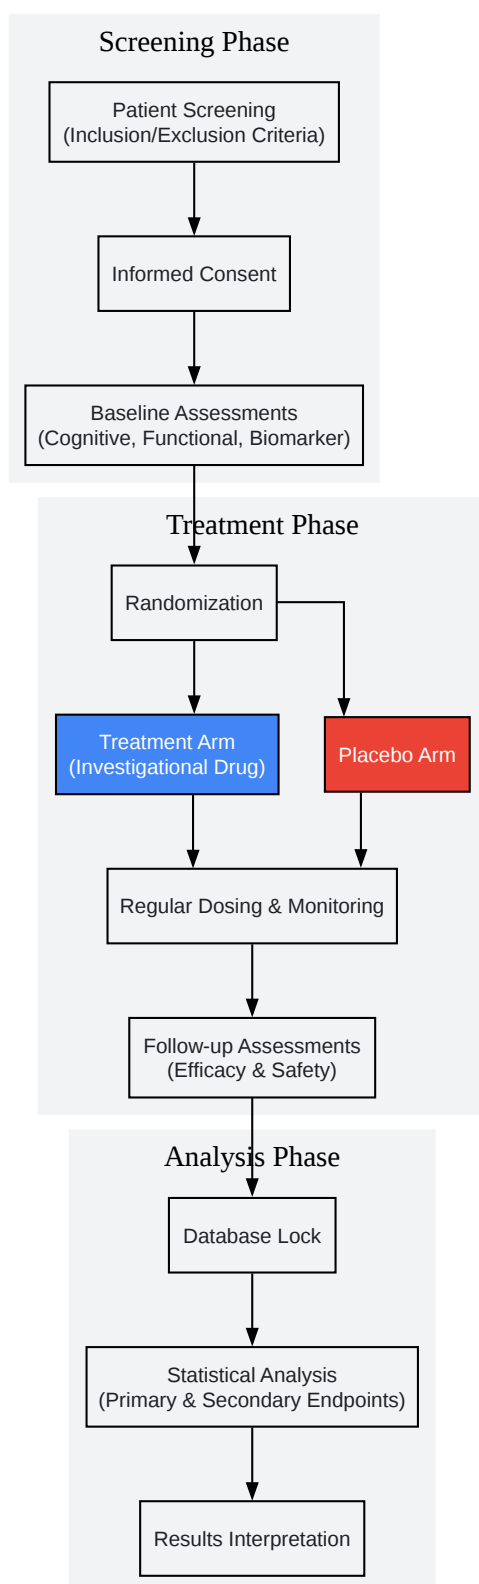 Screening Phase
Patient Screening
(Inclusion/Exclusion Criteria)
Informed Consent
Baseline Assessments
(Cognitive, Functional, Biomarker)
Treatment Phase
Randomization
Treatment Arm
(Investigational Drug)
Placebo Arm
Regular Dosing & Monitoring
Follow-up Assessments
(Efficacy & Safety)
Analysis Phase
Database Lock
Statistical Analysis
(Primary & Secondary Endpoints)
Results Interpretation